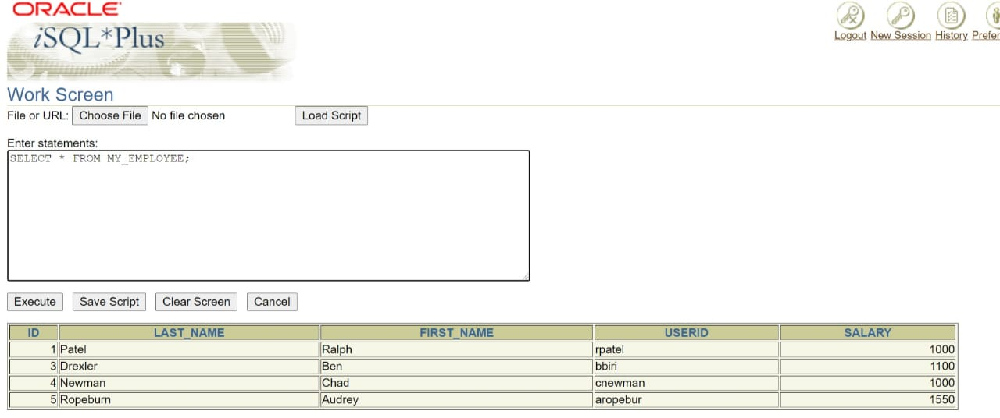 ORACLE
iSQL*Plus
Logout New Session History Prefer
Work Screen
File or URL: Choose File No file chosen Load Script
Enter statements:
SELECT * FROM MY_EMPLOYEE;
Execute Save Script Clear Screen Cancel
ID LAST_NAME FIRST_NAME USERID SALARY
1 Patel Ralph rpatel 1000
3 Drexler Ben bbiri 1100
4 Newman Chad cnewman 1000
5 Ropeburn Audrey aropebur 1550